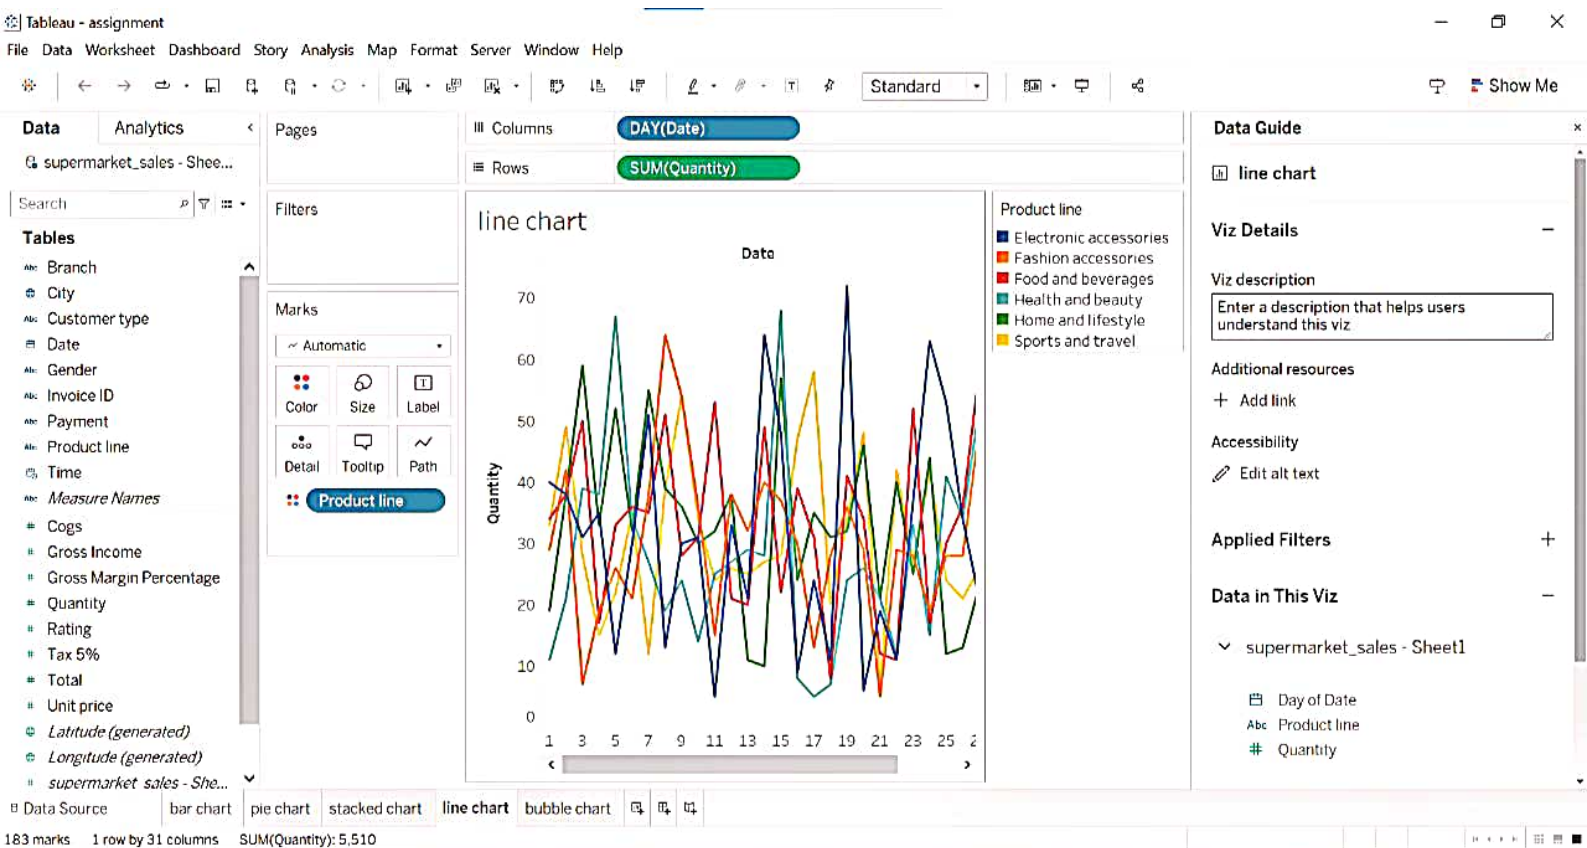 Tableau - assignment
File Data Worksheet Dashboard Story Analysis Map Format Server Window Help
Standard
Show Me
Data Analytics
supermarket_sales - Shee...
Search
Tables
Abc Branch
City
Abc Customer type
Date
Abc Gender
Abc Invoice ID
Abc Payment
Abc Product line
Time
Abc Measure Names
# Cogs
# Gross Income
# Gross Margin Percentage
# Quantity
# Rating
# Tax 5%
# Total
# Unit price
Latitude (generated)
Longitude (generated)
# supermarket_sales - She...
Pages
Filters
Marks
Automatic
Color Size Label
Detail Tooltip Path
Product line
Columns DAY(Date)
Rows SUM(Quantity)
line chart
Date
Quantity
70
60
50
40
30
20
10
0
1 3 5 7 9 11 13 15 17 19 21 23 25 2
Product line
Electronic accessories
Fashion accessories
Food and beverages
Health and beauty
Home and lifestyle
Sports and travel
Data Guide
line chart
Viz Details
Viz description
Enter a description that helps users
understand this viz
Additional resources
+ Add link
Accessibility
Edit alt text
Applied Filters
Data in This Viz
supermarket_sales - Sheet1
Day of Date
Abc Product line
# Quantity
Data Source bar chart pie chart stacked chart line chart bubble chart
183 marks 1 row by 31 columns SUM(Quantity): 5,510